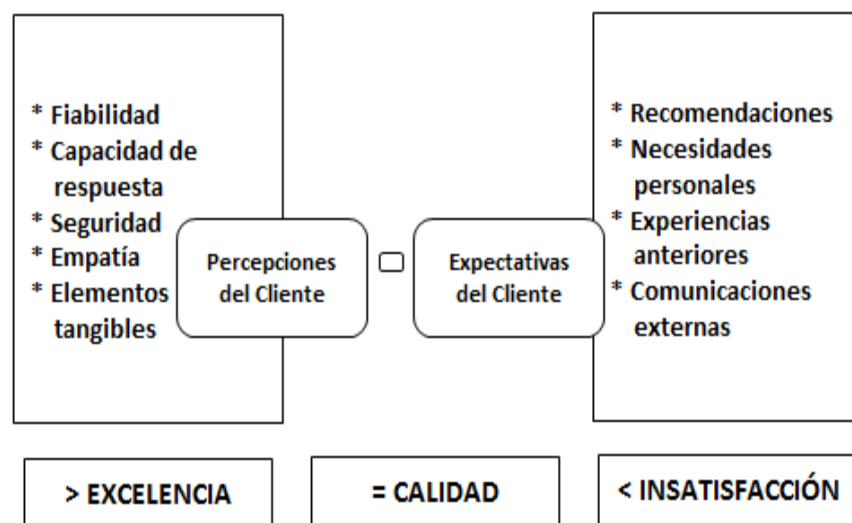 * Fiabilidad
* Capacidad de
respuesta
* Seguridad
* Empatía
* Elementos
tangibles
Percepciones
del Cliente
Expectativas
del Cliente
* Recomendaciones
* Necesidades
personales
* Experiencias
anteriores
* Comunicaciones
externas
> EXCELENCIA
= CALIDAD
< INSATISFACCIÓN